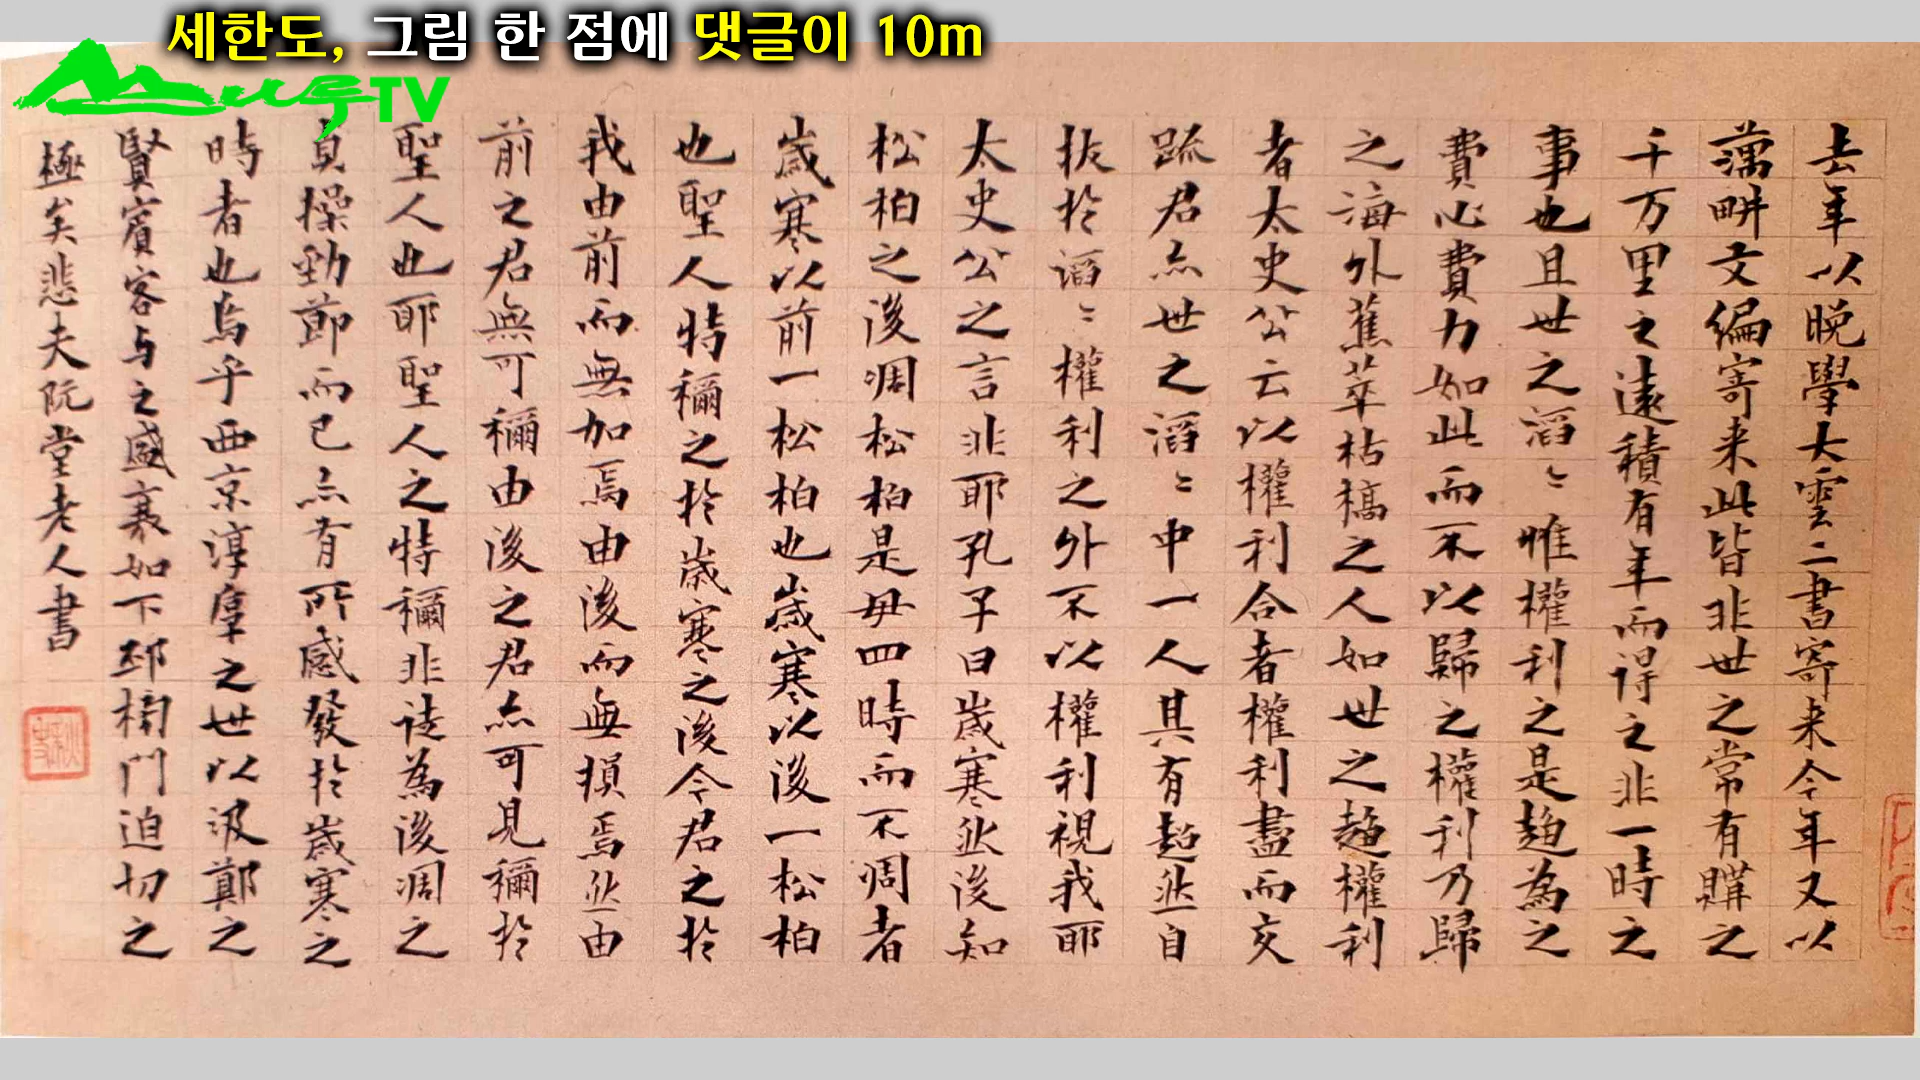 세한도, 그림 한 점에 댓글이 10m
TV
去年以晩學大雲二書寄来今年又以
藕畊文編寄来此皆非世之常有購之
千万里之遠積有年而得之非一時之
事也且世之滔〻惟權利之是趨為之
費心費力如此而不以歸之權利乃歸
之海外蕉萃枯槁之人如世之趨權利
者太史公云以權利合者權利盡而交
踈君亦世之滔〻中一人其有超然自
拔於滔〻權利之外不以權利視我耶
太史公之言非耶孔子曰歲寒然後知
松柏之後凋松柏是毋四時而不凋者
歲寒以前一松柏也歲寒以後一松柏
也聖人特稱之於歲寒之後今君之於
我由前而無加焉由後而無損焉然由
前之君無可稱由後之君亦可見稱於
聖人也耶聖人之特稱非徒為後凋之
貞操勁節而已亦有所感發於歲寒之
時者也烏乎西京淳厚之世以汲鄭之
賢賓客与之盛衰如下邳榜門迫切之
極矣悲夫阮堂老人書